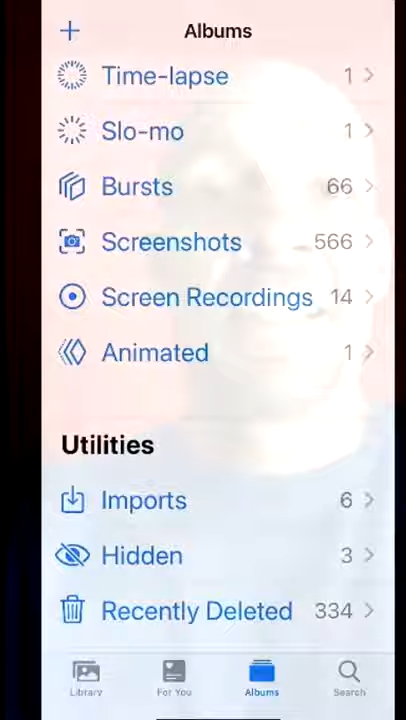 Albums
Time-lapse 1
Slo-mo 1
Bursts 66
Screenshots 566
Screen Recordings 14
Animated 1
Utilities
Imports 6
Hidden 3
Recently Deleted 334
Library For You Albums Search